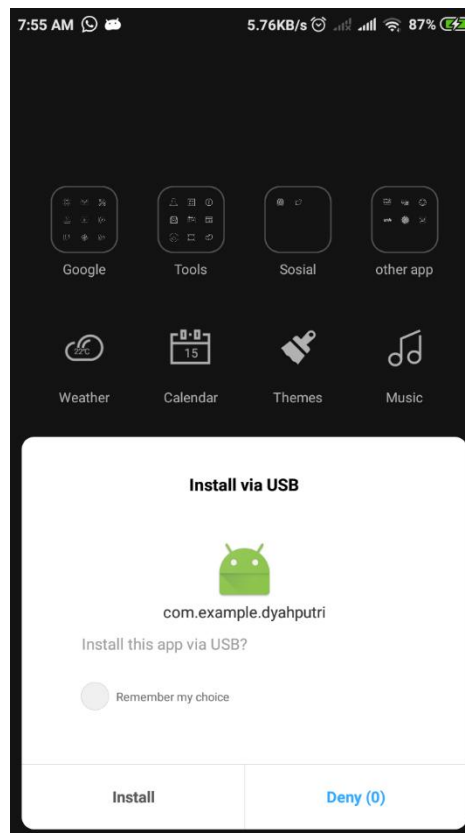 7:55 AM 5.76KB/s 87%
Google Tools Sosial other app
22°C 15
Weather Calendar Themes Music
Install via USB
com.example.dyahputri
Install this app via USB?
Remember my choice
Install Deny (0)